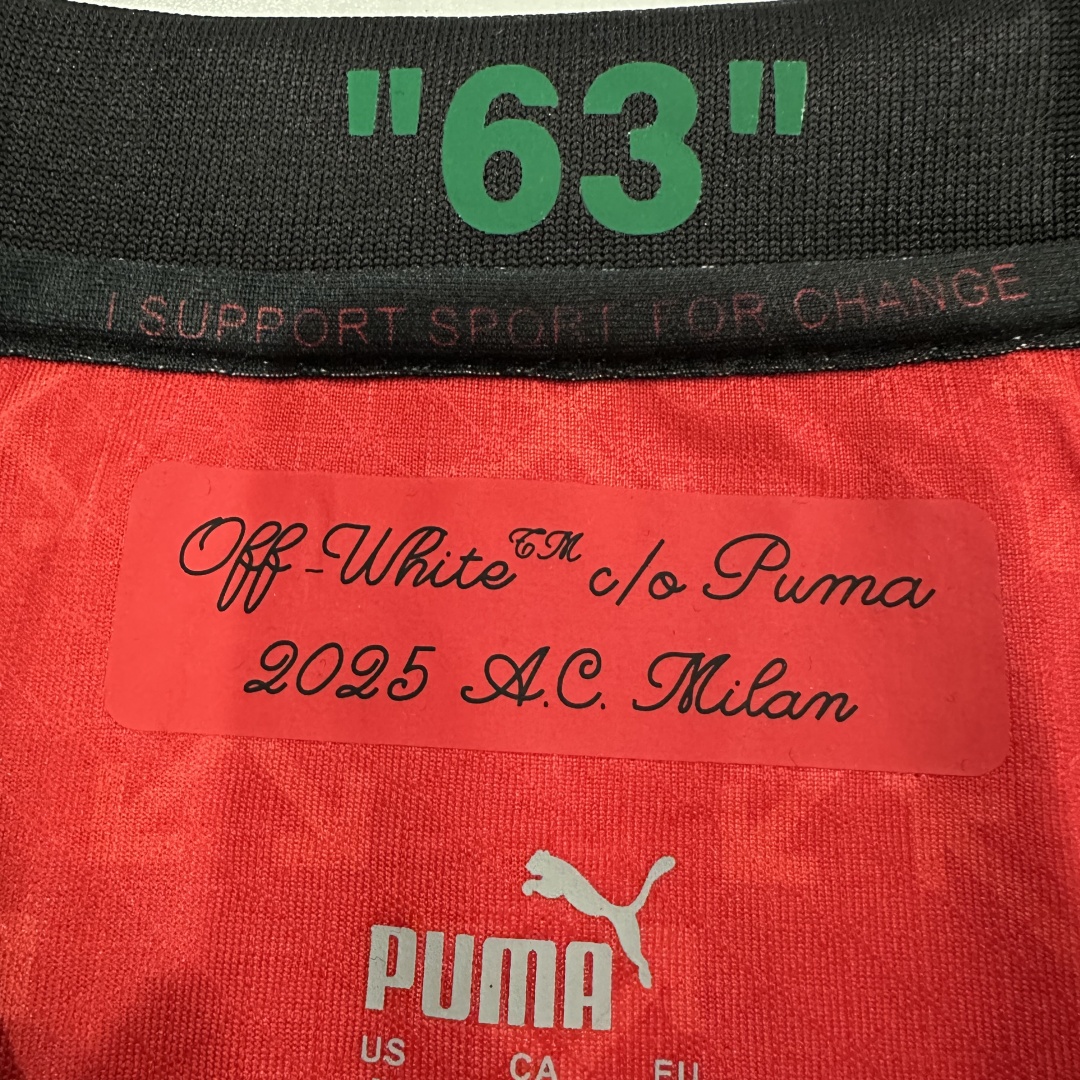 "63"
I SUPPORT SPORT FOR CHANGE
Off-White™ c/o Puma
2025 A.C. Milan
PUMA
US CA EU